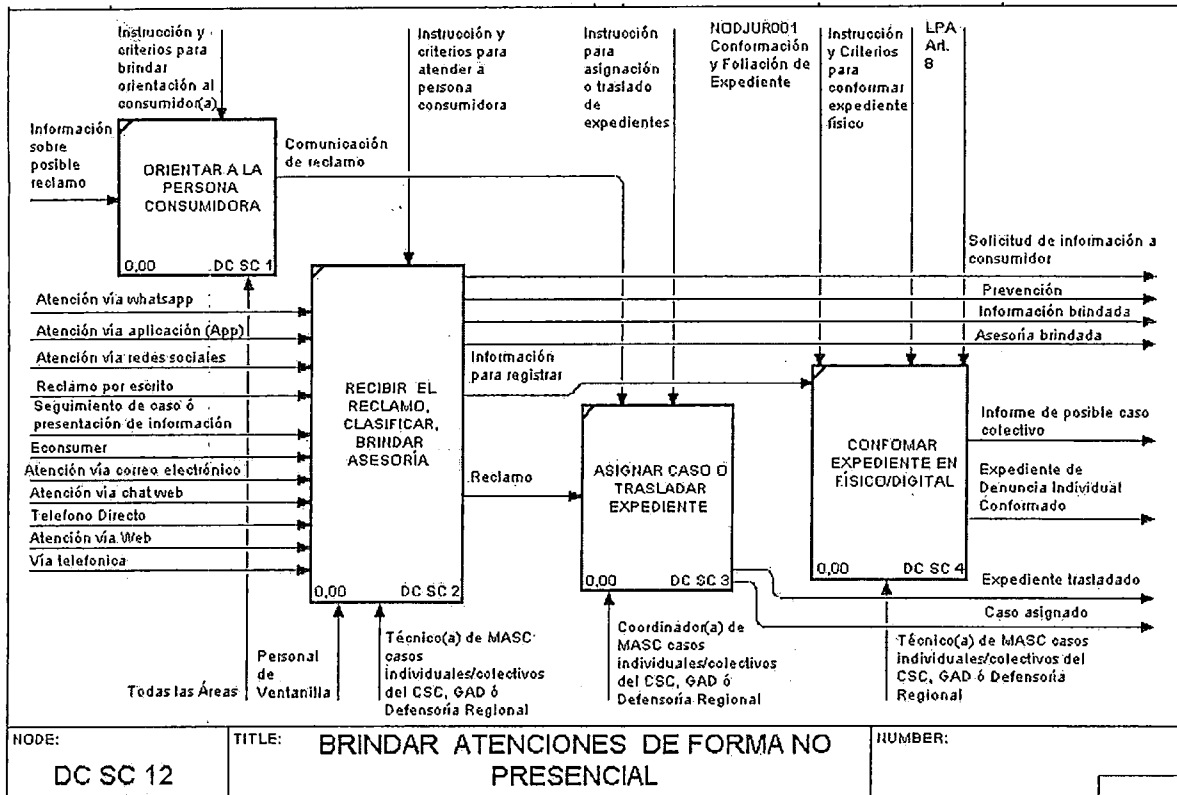 Instrucción y
criterios para
brindar
orientación al
consumidor(a)
Instrucción y
criterios para
atender a
persona
consumidora
Instrucción
para
asignación
o traslado
de
expedientes
NODJUR001
Conformación
y Foliación de
Expediente
Instrucción
y Criterios
para
conformar
expediente
físico
LPA
Art.
8
Información
sobre
posible
reclamo
ORIENTAR A LA
PERSONA
CONSUMIDORA
0,00 DC SC 1
Comunicación
de reclamo
Solicitud de información a
consumidor
Prevención
Información brindada
Asesoría brindada
Atención vía whatsapp
Atención vía aplicación (App)
Atención vía redes sociales
Reclamo por escrito
Seguimiento de caso ó
presentación de información
Econsumer
Atención vía correo electrónico
Atención via chat web
Telefono Directo
Atención vía Web
Vía telefonica
RECIBIR EL
RECLAMO,
CLASIFICAR,
BRINDAR
ASESORÍA
0,00 DC SC 2
Información
para registrar
Reclamo
ASIGNAR CASO O
TRASLADAR
EXPEDIENTE
0,00 DC SC 3
CONFOMAR
EXPEDIENTE EN
FÍSICO/DIGITAL
0,00 DC SC 4
Informe de posible caso
colectivo
Expediente de
Denuncia Individual
Conformado
Expediente trasladado
Caso asignado
Todas las Áreas
Personal
de
Ventanilla
Técnico(a) de MASC
casos
individuales/colectivos
del CSC, GAD ó
Defensoría Regional
Coordinador(a) de
MASC casos
individuales/colectivos
del CSC, GAD ó
Defensoría Regional
Técnico(a) de MASC casos
individuales/colectivos del
CSC, GAD ó Defensoría
Regional
NODE:
DC SC 12
TITLE:
BRINDAR ATENCIONES DE FORMA NO
PRESENCIAL
NUMBER: